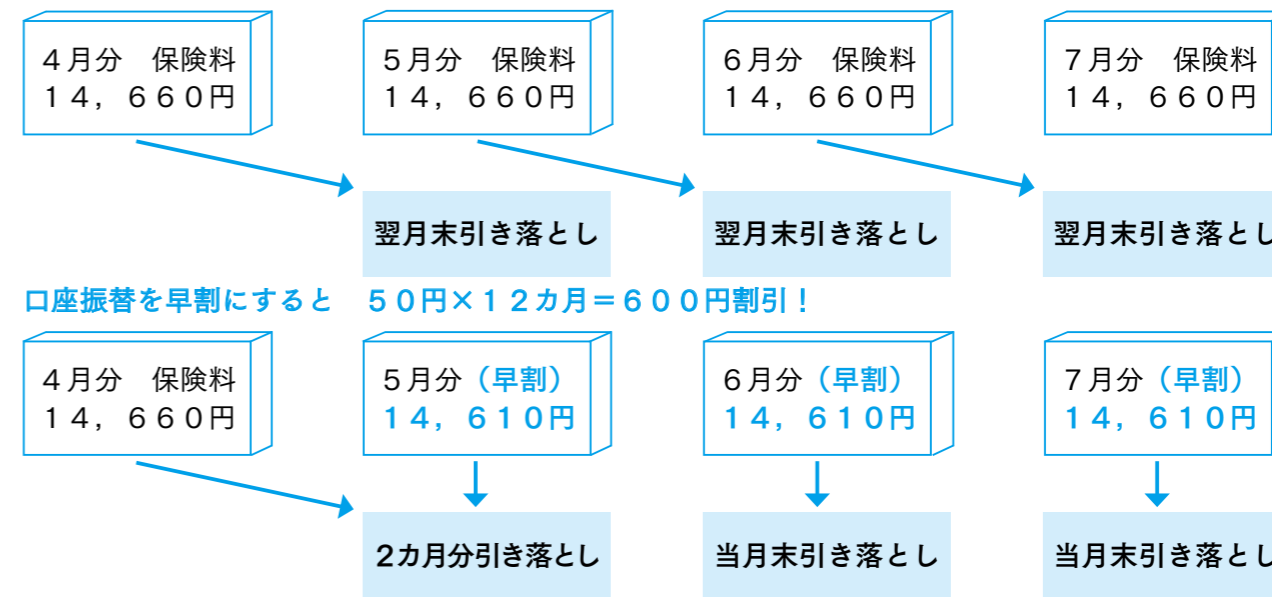 ４月分　保険料
１４，６６０円
５月分　保険料
１４，６６０円
６月分　保険料
１４，６６０円
７月分　保険料
１４，６６０円
翌月末引き落とし
翌月末引き落とし
翌月末引き落とし
口座振替を早割にすると　５０円×１２カ月＝６００円割引！
４月分　保険料
１４，６６０円
５月分（早割）
１４，６１０円
６月分（早割）
１４，６１０円
７月分（早割）
１４，６１０円
２カ月分引き落とし
当月末引き落とし
当月末引き落とし